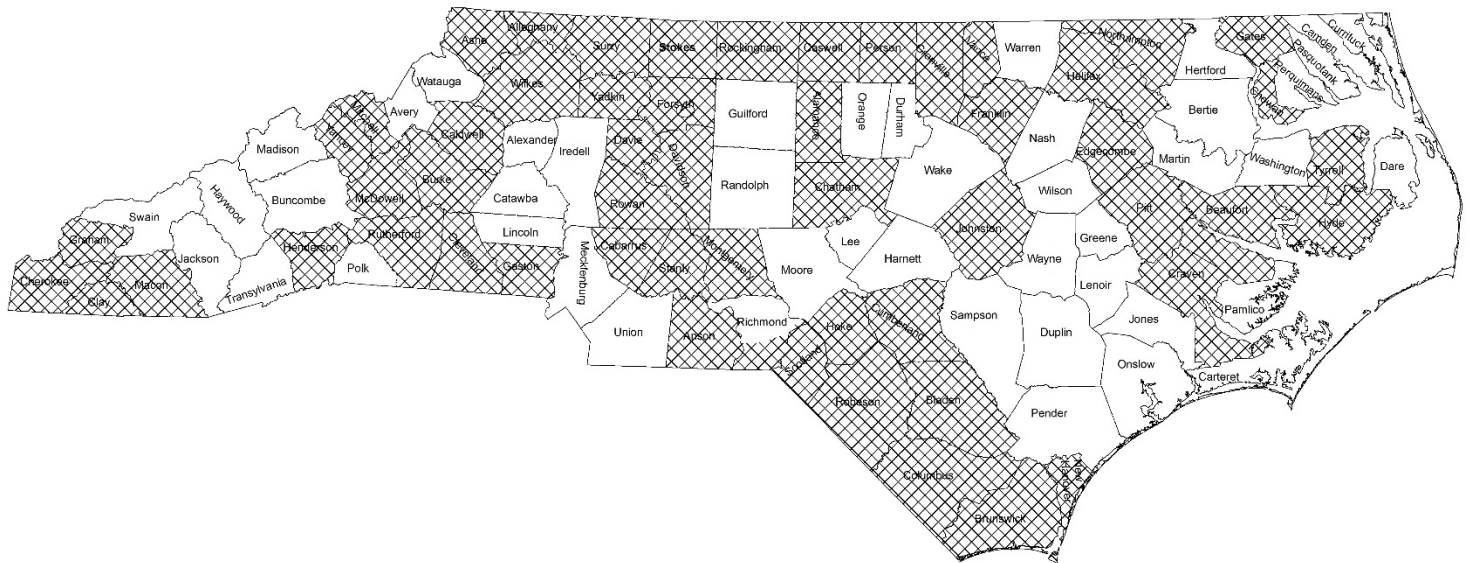 Alleghany
Ashe
Surry
Stokes
Rockingham
Caswell
Person
Granville
Vance
Warren
Northampton
Gates
Camden
Currituck
Pasquotank
Perquimans
Hertford
Halifax
Chowan
Bertie
Watauga
Wilkes
Yadkin
Forsyth
Guilford
Alamance
Orange
Durham
Franklin
Nash
Avery
Mitchell
Yancey
Caldwell
Alexander
Iredell
Davie
Davidson
Edgecombe
Martin
Washington
Tyrrell
Dare
Madison
Burke
McDowell
Buncombe
Haywood
Swain
Catawba
Rowan
Randolph
Chatham
Wake
Wilson
Pitt
Beaufort
Hyde
Graham
Jackson
Henderson
Rutherford
Cleveland
Lincoln
Gaston
Mecklenburg
Cabarrus
Stanly
Montgomery
Moore
Lee
Harnett
Johnston
Wayne
Greene
Lenoir
Craven
Pamlico
Cherokee
Clay
Macon
Transylvania
Polk
Union
Anson
Richmond
Scotland
Hoke
Cumberland
Sampson
Duplin
Jones
Onslow
Carteret
Robeson
Bladen
Pender
Columbus
Brunswick
New
Hanover